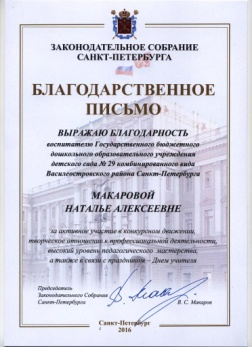 ЗАКОНОДАТЕЛЬНОЕ СОБРАНИЕ
САНКТ-ПЕТЕРБУРГА
БЛАГОДАРСТВЕННОЕ
ПИСЬМО
ВЫРАЖАЮ БЛАГОДАРНОСТЬ
воспитателю Государственного бюджетного
дошкольного образовательного учреждения
детского сада № 29 комбинированного вида
Василеостровского района Санкт-Петербурга
МАКАРОВОЙ
НАТАЛЬЕ АЛЕКСЕЕВНЕ
за активное участие в конкурсном движении,
творческое отношение к профессиональной деятельности,
высокий уровень педагогического мастерства,
а также в связи с праздником – Днем учителя
Председатель
Законодательного Собрания
Санкт-Петербурга
В. С. Макаров
Санкт-Петербург
2016